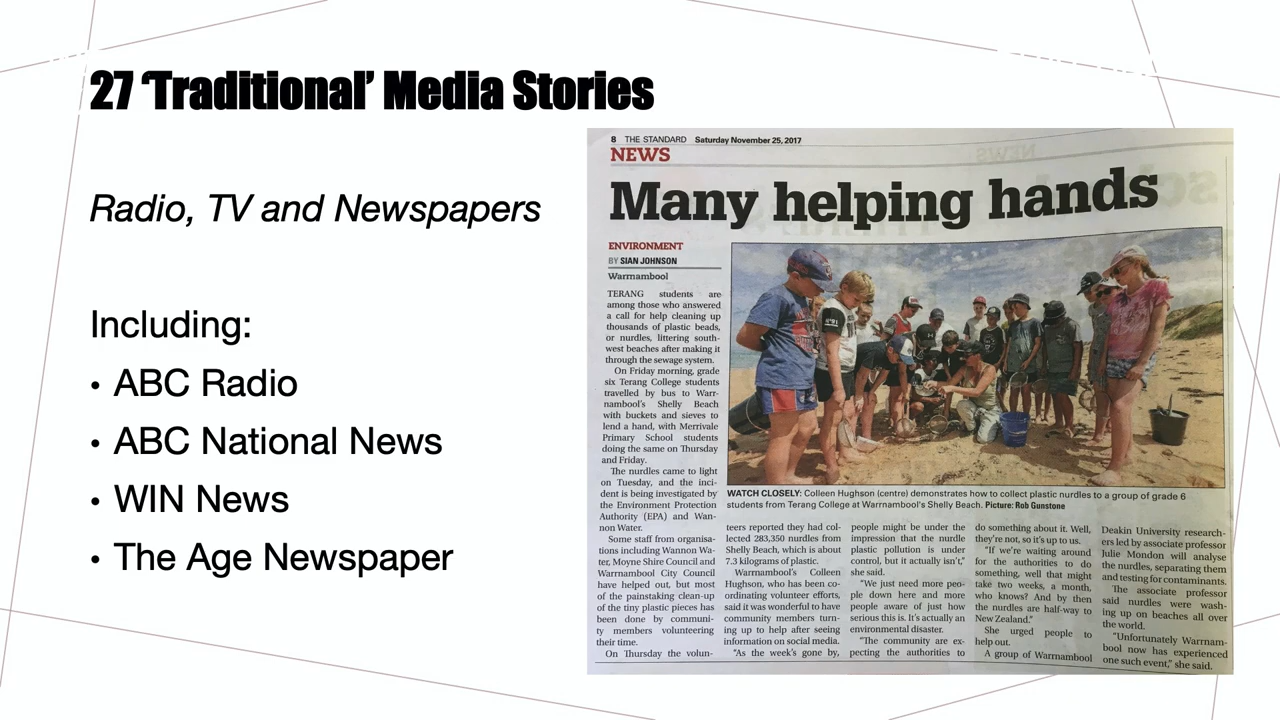 27 ‘Traditional’ Media Stories
Radio, TV and Newspapers
Including:
• ABC Radio
• ABC National News
• WIN News
• The Age Newspaper
8 THE STANDARD Saturday November 25, 2017
NEWS
Many helping hands
ENVIRONMENT
BY SIAN JOHNSON
Warrnambool
TERANG students are
among those who answered
a call for help cleaning up
thousands of plastic beads,
or nurdles, littering south-
west beaches after making it
through the sewage system.
On Friday morning, grade
six Terang College students
travelled by bus to Warr-
nambool's Shelly Beach
with buckets and sieves to
lend a hand, with Merrivale
Primary School students
doing the same on Thursday
and Friday.
The nurdles came to light
on Tuesday, and the inci-
dent is being investigated by
the Environment Protection
Authority (EPA) and Wan-
non Water.
Some staff from organisa-
tions including Wannon Wa-
ter, Moyne Shire Council and
Warrnambool City Council
have helped out, but most
of the painstaking clean-up
of the tiny plastic pieces has
been done by communi-
ty members volunteering
their time.
On Thursday the volun-
WATCH CLOSELY: Colleen Hughson (centre) demonstrates how to collect plastic nurdles to a group of grade 6
students from Terang College at Warrnambool's Shelly Beach. Picture: Rob Gunstone
teers reported they had col-
lected 283,350 nurdles from
Shelly Beach, which is about
7.3 kilograms of plastic.
Warrnambool's Colleen
Hughson, who has been co-
ordinating volunteer efforts,
said it was wonderful to have
community members turn-
ing up to help after seeing
information on social media.
"As the week's gone by,
people might be under the
impression that the nurdle
plastic pollution is under
control, but it actually isn't,"
she said.
"We just need more peo-
ple down here and more
people aware of just how
serious this is. It's actually an
environmental disaster.
"The community are ex-
pecting the authorities to
do something about it. Well,
they're not, so it's up to us.
"If we're waiting around
for the authorities to do
something, well that might
take two weeks, a month,
who knows? And by then
the nurdles are half-way to
New Zealand."
She urged people to
help out.
A group of Warrnambool
Deakin University research-
ers led by associate professor
Julie Mondon will analyse
the nurdles, separating them
and testing for contaminants.
The associate professor
said nurdles were wash-
ing up on beaches all over
the world.
"Unfortunately Warrnam-
bool now has experienced
one such event," she said.